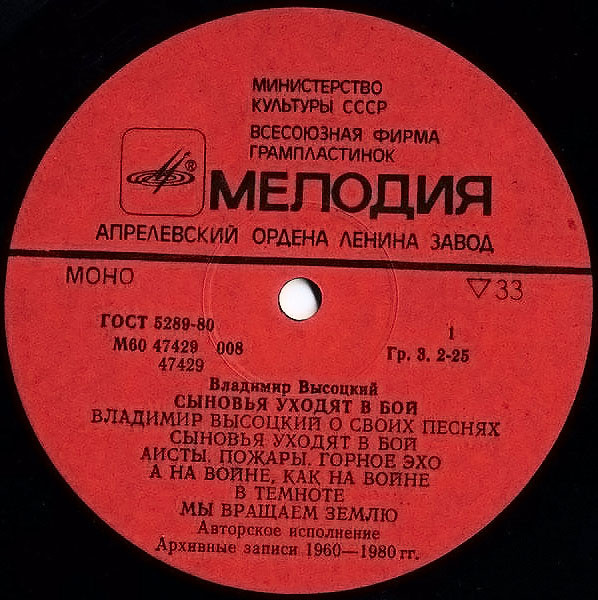 МИНИСТЕРСТВО
КУЛЬТУРЫ СССР
ВСЕСОЮЗНАЯ ФИРМА
ГРАМПЛАСТИНОК
®
МЕЛОДИЯ
АПРЕЛЕВСКИЙ ОРДЕНА ЛЕНИНА ЗАВОД
МОНО ▽33
ГОСТ 5289-80 1
М60 47429 008 Гр. 3. 2-25
47429
Владимир Высоцкий
СЫНОВЬЯ УХОДЯТ В БОЙ
ВЛАДИМИР ВЫСОЦКИЙ О СВОИХ ПЕСНЯХ
СЫНОВЬЯ УХОДЯТ В БОЙ
АИСТЫ. ПОЖАРЫ. ГОРНОЕ ЭХО
А НА ВОЙНЕ, КАК НА ВОЙНЕ
В ТЕМНОТЕ
МЫ ВРАЩАЕМ ЗЕМЛЮ
Авторское исполнение
Архивные записи 1960—1980 гг.